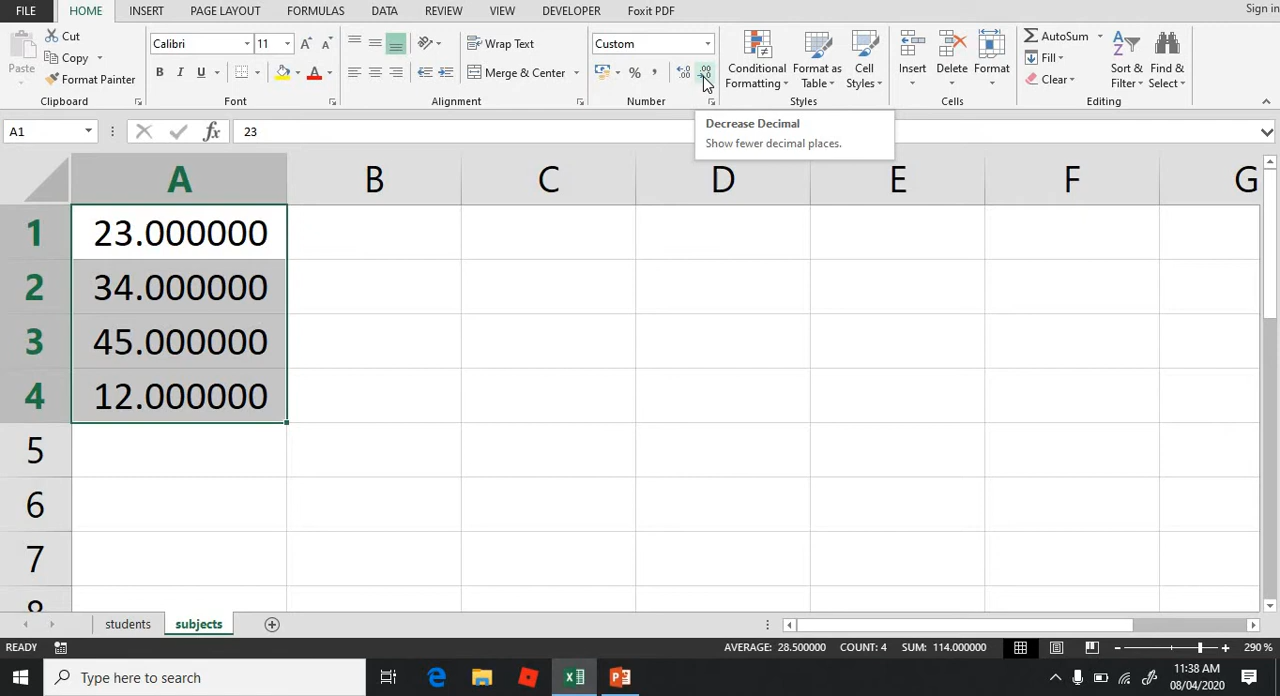 FILE HOME INSERT PAGE LAYOUT FORMULAS DATA REVIEW VIEW DEVELOPER Foxit PDF Sign in
Paste Cut Copy Format Painter
Calibri 11
B I U A
Wrap Text
Merge & Center
Custom
%
Conditional Formatting
Format as Table
Cell Styles
Insert Delete Format
AutoSum
Fill
Clear
Sort & Filter
Find & Select
Clipboard Font Alignment Number Styles Cells Editing
A1 fx 23
Decrease Decimal
Show fewer decimal places.
A B C D E F G
1 23.000000
2 34.000000
3 45.000000
4 12.000000
5
6
7
8
students subjects
READY AVERAGE: 28.500000 COUNT: 4 SUM: 114.000000 290 %
Type here to search 11:38 AM
08/04/2020